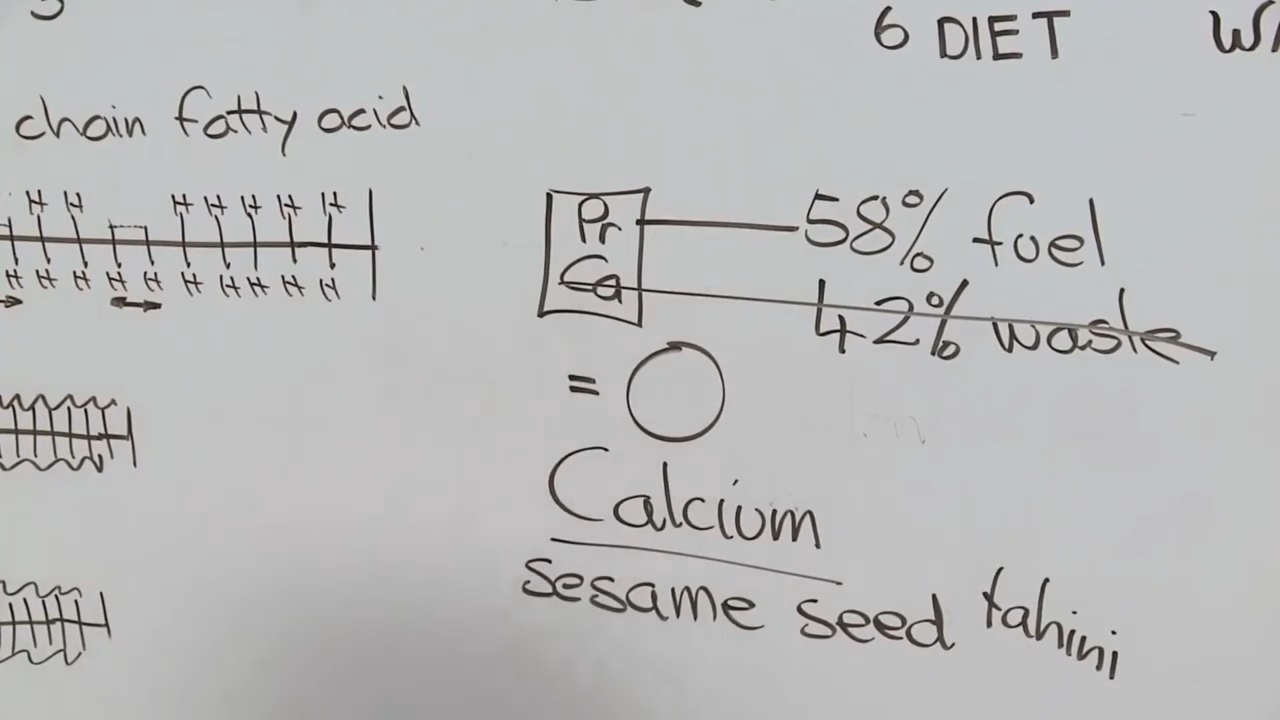 6 DIET
chain fatty acid
H H H H H H H
H H H H H H H H H H
Pr 58% fuel
Ca 42% waste
=
Calcium
sesame seed tahini